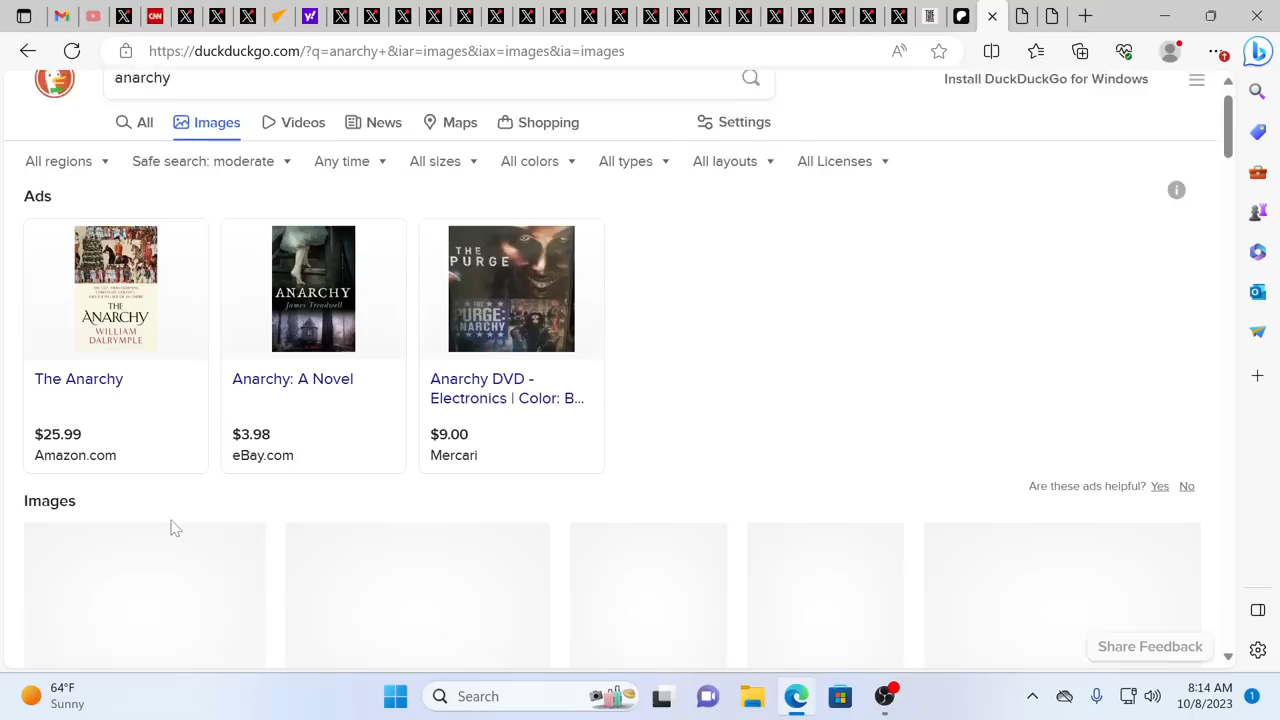 https://duckduckgo.com/?q=anarchy+&iar=images&iax=images&ia=images
anarchy
Install DuckDuckGo for Windows
All Images Videos News Maps Shopping Settings
All regions Safe search: moderate Any time All sizes All colors All types All layouts All Licenses
Ads
THE ANARCHY WILLIAM DALRYMPLE
ANARCHY James Treadwell
THE PURGE THE PURGE: ANARCHY
The Anarchy
Anarchy: A Novel
Anarchy DVD -
Electronics | Color: B...
$25.99
$3.98
$9.00
Amazon.com
eBay.com
Mercari
Are these ads helpful? Yes No
Images
Share Feedback
64°F
Sunny
Search
8:14 AM
10/8/2023
1